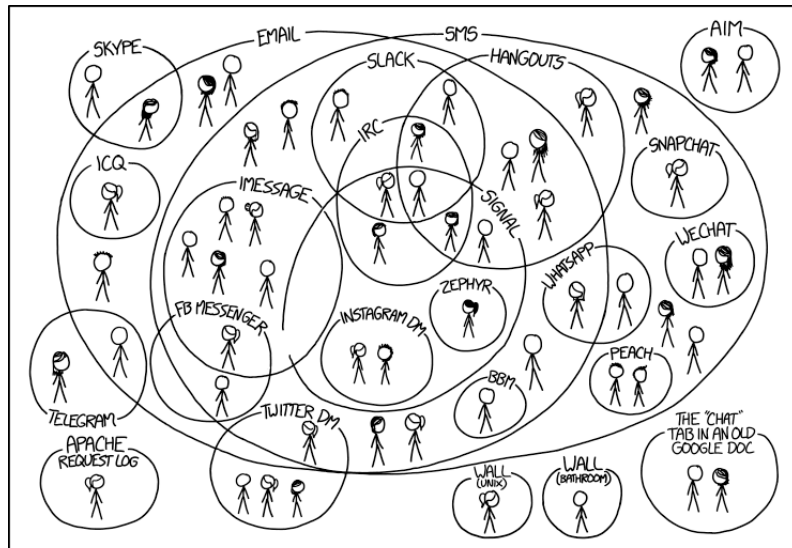 SKYPE
EMAIL
SMS
AIM
SLACK
HANGOUTS
IRC
ICQ
IMESSAGE
SIGNAL
SNAPCHAT
WECHAT
WHATSAPP
ZEPHYR
FB MESSENGER
INSTAGRAM DM
PEACH
BBM
TELEGRAM
TWITTER DM
THE "CHAT"
TAB IN AN OLD
GOOGLE DOC
APACHE
REQUEST LOG
WALL
(UNIX)
WALL
(BATHROOM)